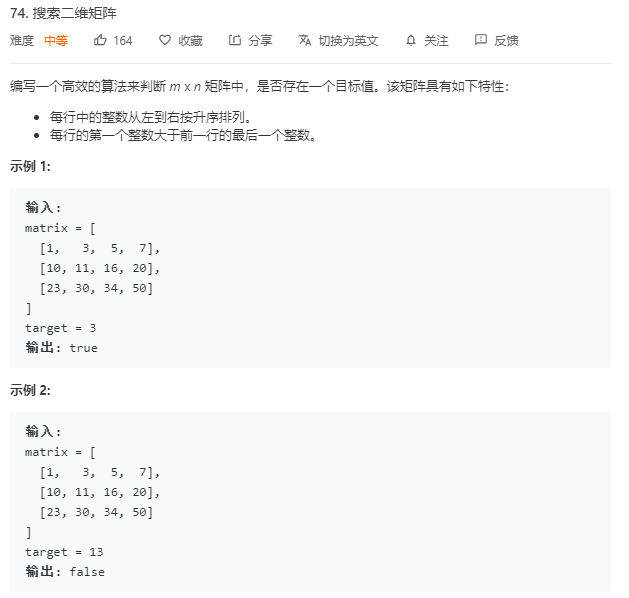 74. 搜索二维矩阵
难度 中等 164 收藏 分享 切换为英文 关注 反馈
编写一个高效的算法来判断 m x n 矩阵中，是否存在一个目标值。该矩阵具有如下特性：
• 每行中的整数从左到右按升序排列。
• 每行的第一个整数大于前一行的最后一个整数。
示例 1:
输入:
matrix = [
  [1,   3,  5,  7],
  [10, 11, 16, 20],
  [23, 30, 34, 50]
]
target = 3
输出: true
示例 2:
输入:
matrix = [
  [1,   3,  5,  7],
  [10, 11, 16, 20],
  [23, 30, 34, 50]
]
target = 13
输出: false